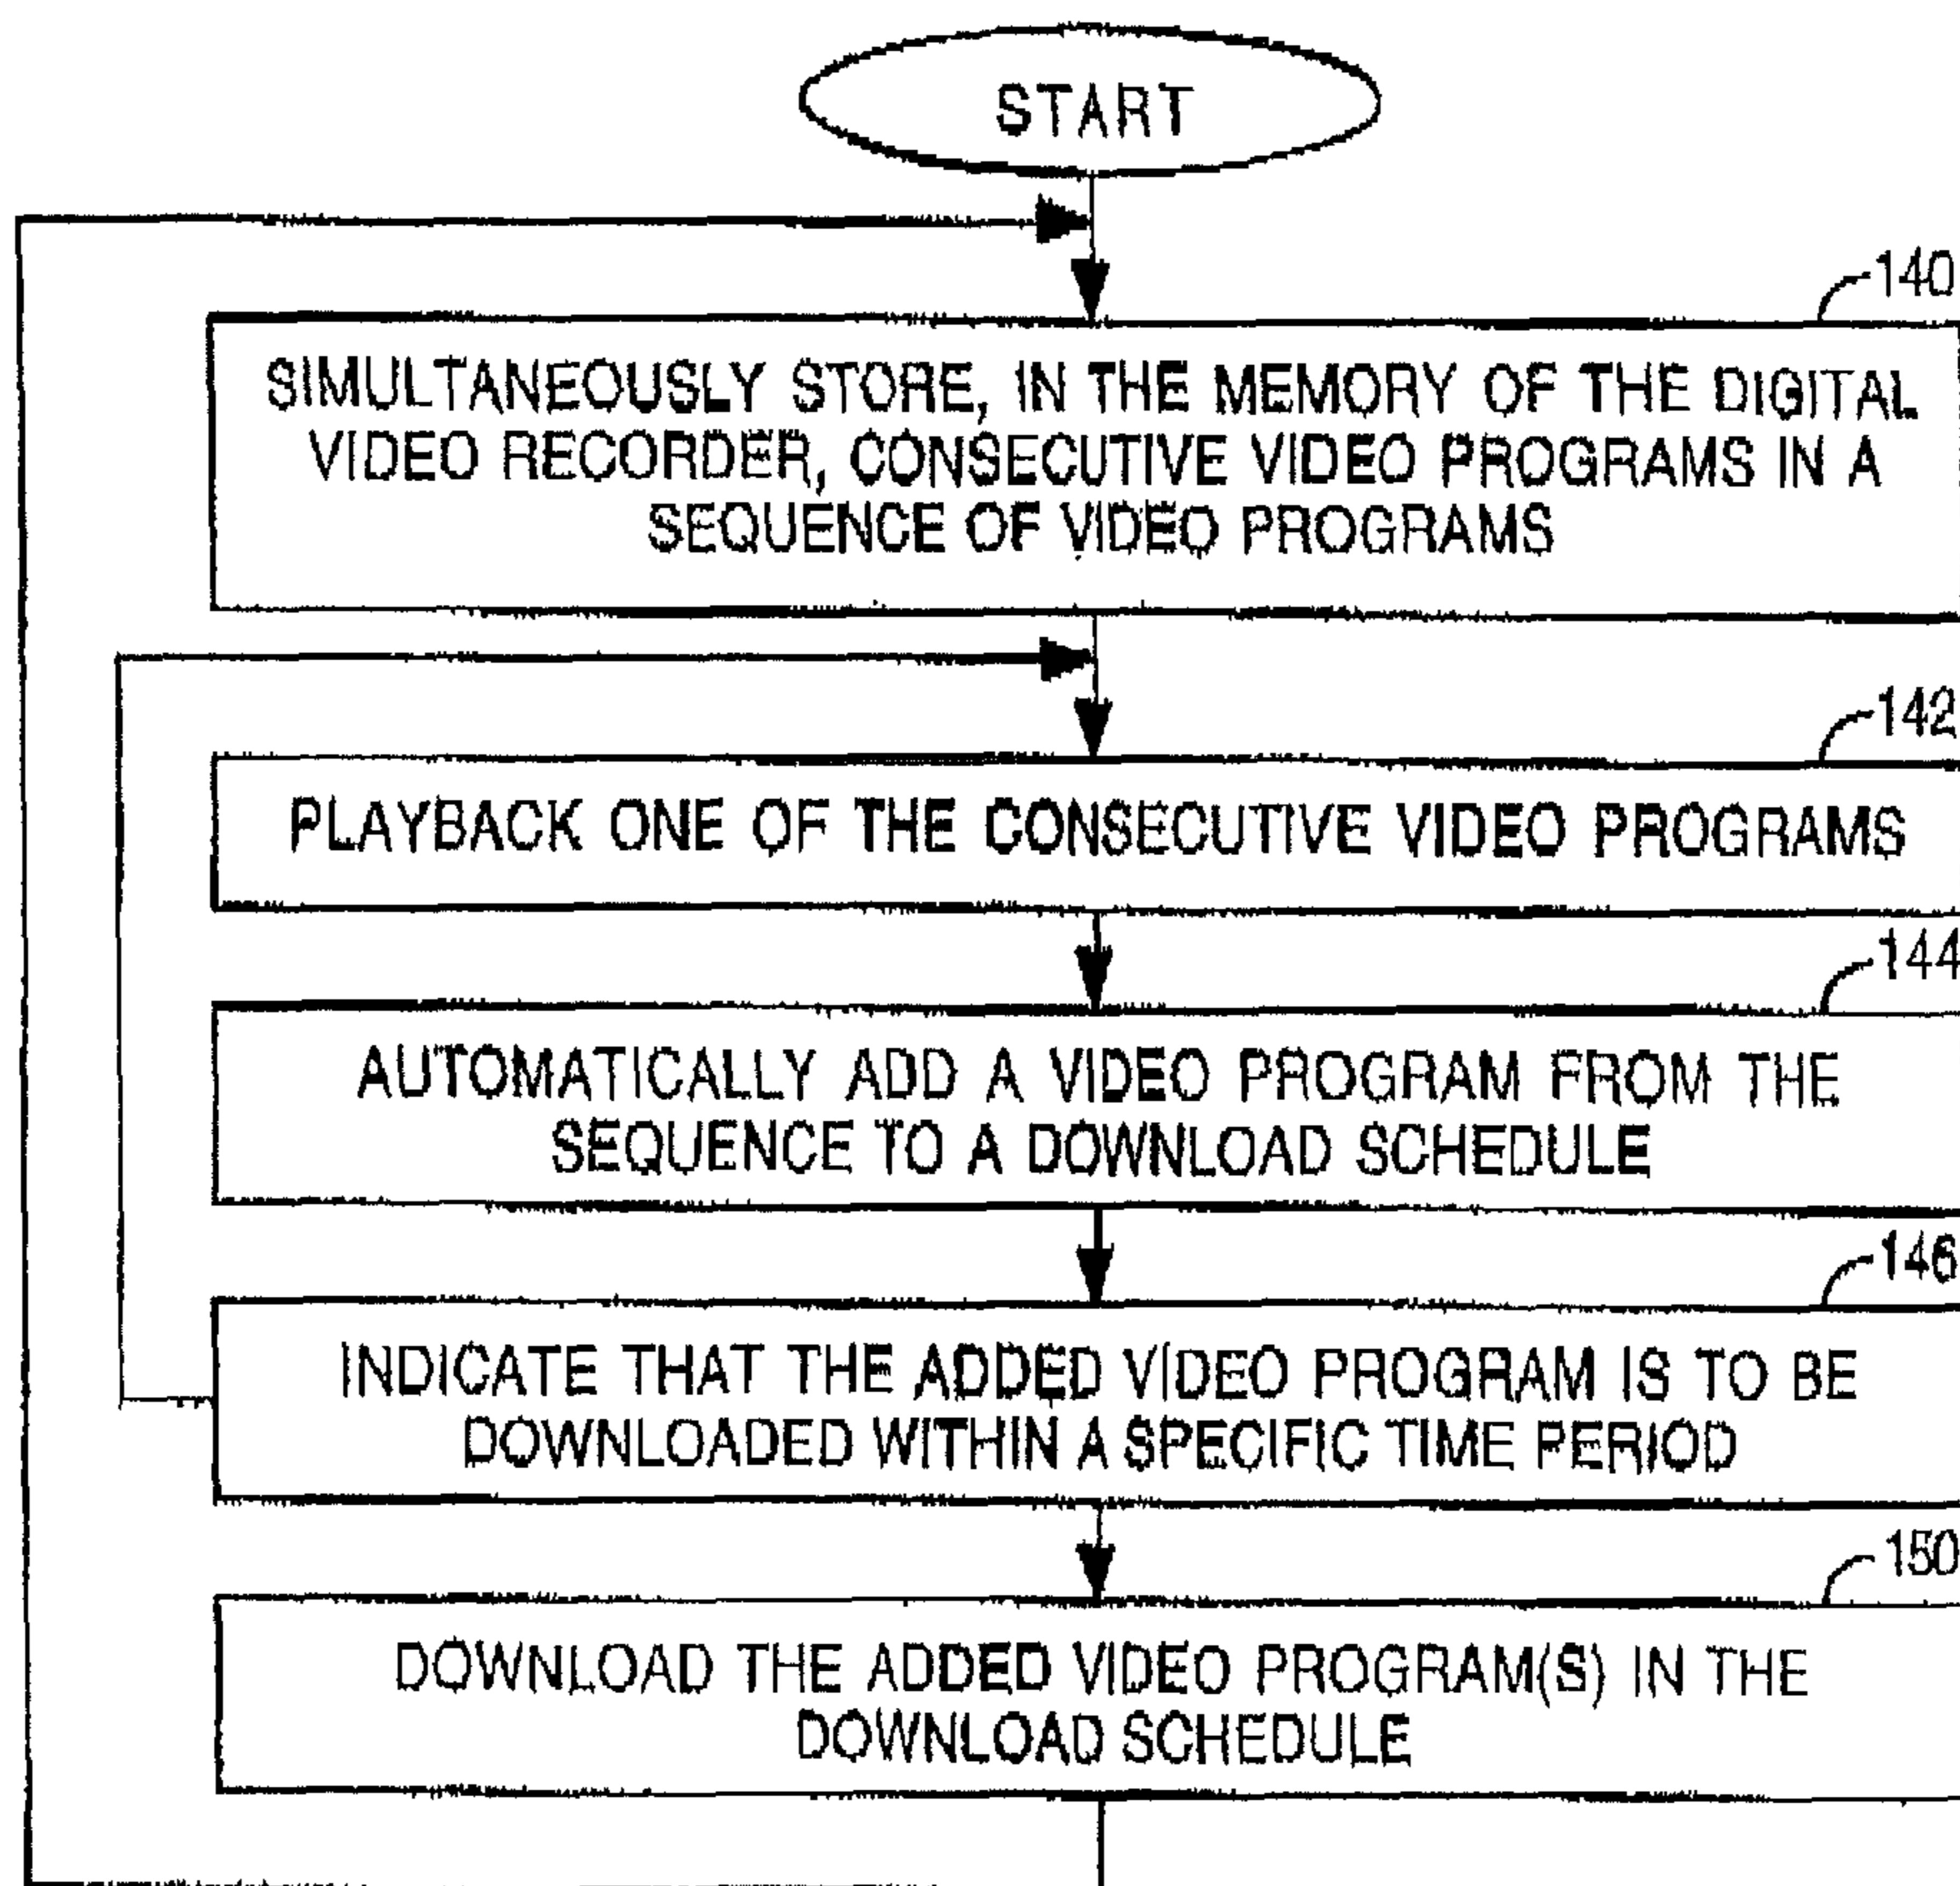 START
140
SIMULTANEOUSLY STORE, IN THE MEMORY OF THE DIGITAL
VIDEO RECORDER, CONSECUTIVE VIDEO PROGRAMS IN A
SEQUENCE OF VIDEO PROGRAMS
142
PLAYBACK ONE OF THE CONSECUTIVE VIDEO PROGRAMS
144
AUTOMATICALLY ADD A VIDEO PROGRAM FROM THE
SEQUENCE TO A DOWNLOAD SCHEDULE
146
INDICATE THAT THE ADDED VIDEO PROGRAM IS TO BE
DOWNLOADED WITHIN A SPECIFIC TIME PERIOD
150
DOWNLOAD THE ADDED VIDEO PROGRAM(S) IN THE
DOWNLOAD SCHEDULE